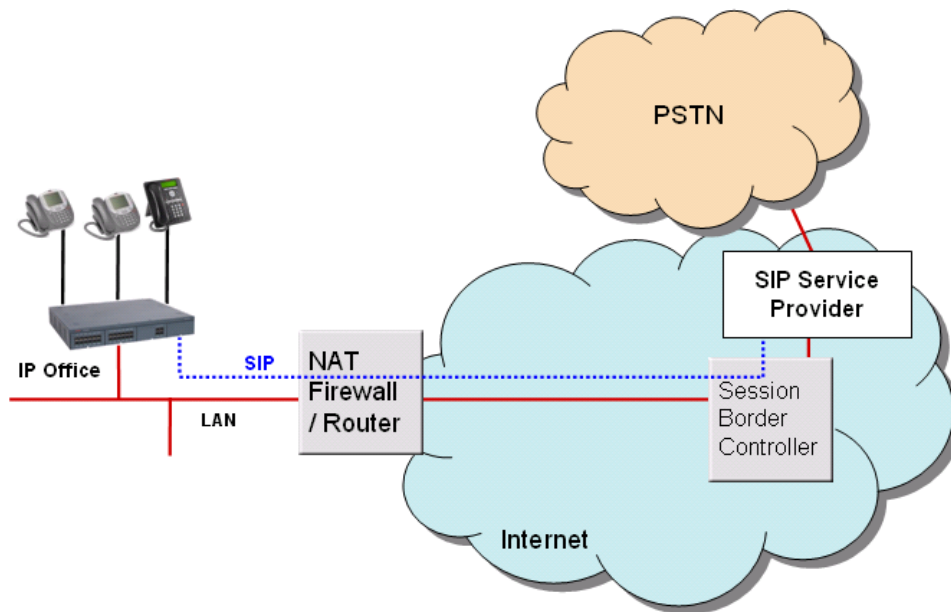 PSTN
SIP Service
Provider
IP Office
SIP
NAT
Firewall
/ Router
LAN
Session
Border
Controller
Internet